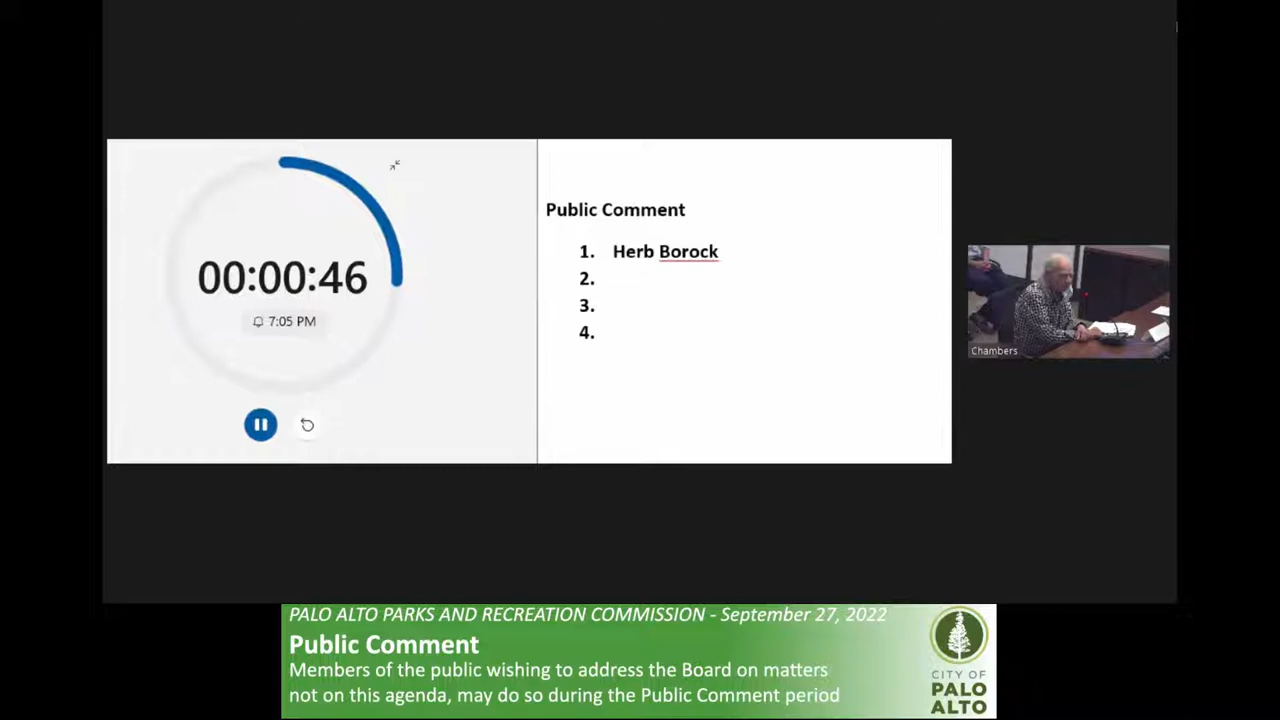 00:00:46
7:05 PM
Public Comment
1. Herb Borock
2.
3.
4.
Chambers
PALO ALTO PARKS AND RECREATION COMMISSION - September 27, 2022
Public Comment
Members of the public wishing to address the Board on matters
not on this agenda, may do so during the Public Comment period
CITY OF
PALO
ALTO